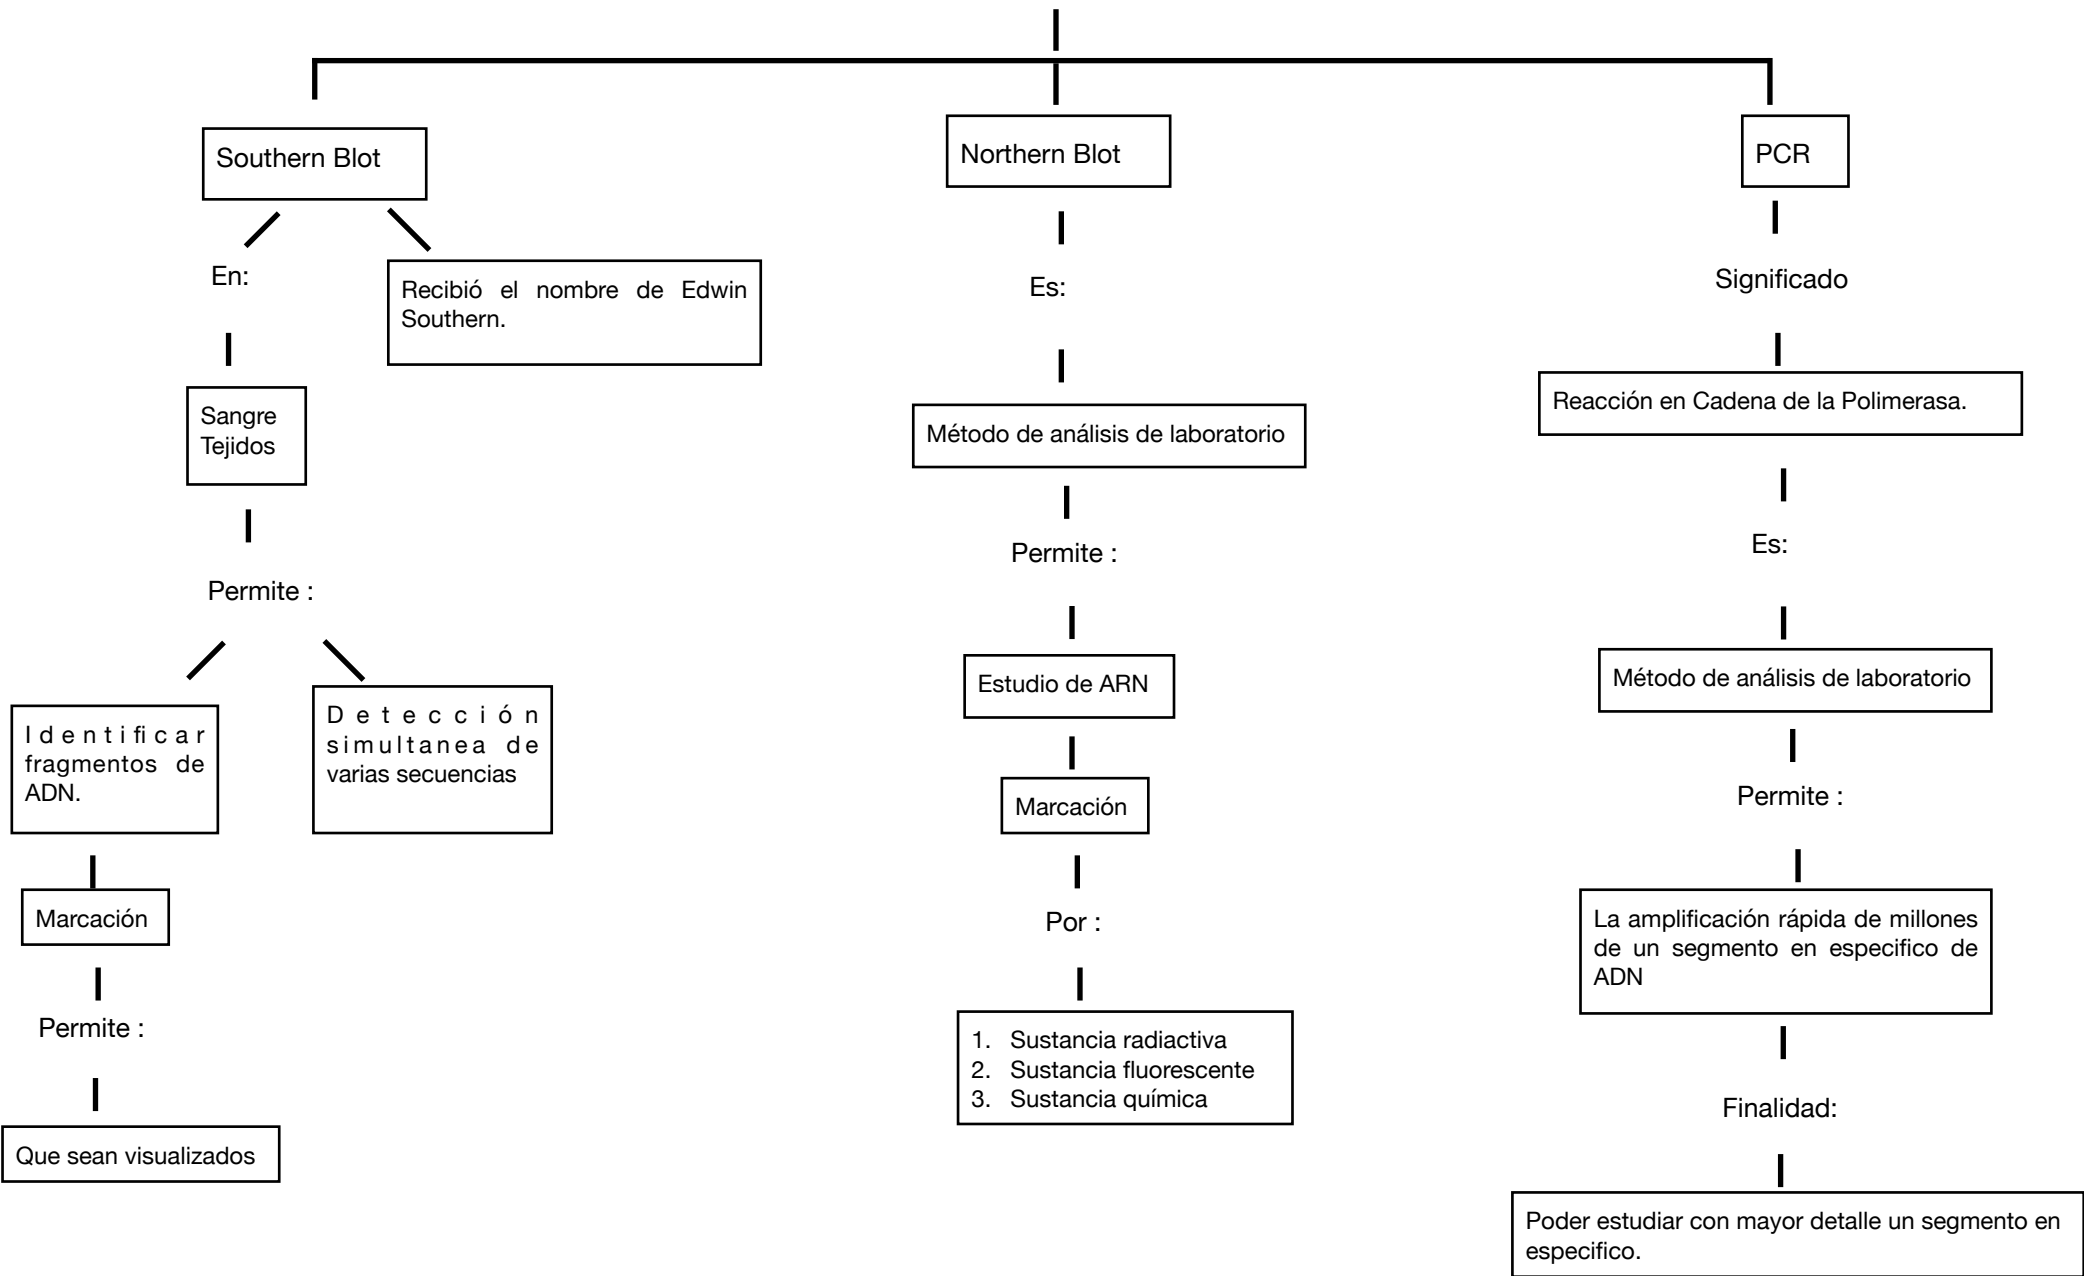 Southern Blot
En:
Recibió el nombre de Edwin
Southern.
Sangre
Tejidos
Permite :
Identificar
fragmentos de
ADN.
Detección
simultanea de
varias secuencias
Marcación
Permite :
Que sean visualizados
Northern Blot
Es:
Método de análisis de laboratorio
Permite :
Estudio de ARN
Marcación
Por :
1. Sustancia radiactiva
2. Sustancia fluorescente
3. Sustancia química
PCR
Significado
Reacción en Cadena de la Polimerasa.
Es:
Método de análisis de laboratorio
Permite :
La amplificación rápida de millones
de un segmento en especifico de
ADN
Finalidad:
Poder estudiar con mayor detalle un segmento en
especifico.